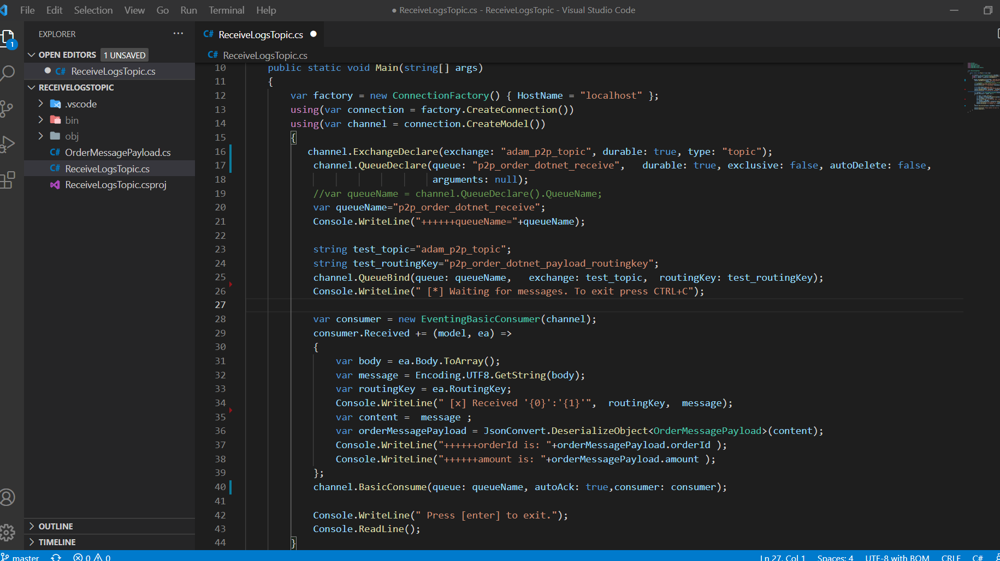 File Edit Selection View Go Run Terminal Help
● ReceiveLogsTopic.cs - ReceiveLogsTopic - Visual Studio Code
EXPLORER ···
1
OPEN EDITORS 1 UNSAVED
C# ReceiveLogsTopic.cs
RECEIVELOGSTOPIC
.vscode
bin
obj
C# OrderMessagePayload.cs
C# ReceiveLogsTopic.cs
ReceiveLogsTopic.csproj
OUTLINE
TIMELINE
C# ReceiveLogsTopic.cs ●
C# ReceiveLogsTopic.cs
10 public static void Main(string[] args)
11 {
12 var factory = new ConnectionFactory() { HostName = "localhost" };
13 using(var connection = factory.CreateConnection())
14 using(var channel = connection.CreateModel())
15 {
16 channel.ExchangeDeclare(exchange: "adam_p2p_topic", durable: true, type: "topic");
17 channel.QueueDeclare(queue: "p2p_order_dotnet_receive",   durable: true, exclusive: false, autoDelete: false,
18 arguments: null);
19 //var queueName = channel.QueueDeclare().QueueName;
20 var queueName="p2p_order_dotnet_receive";
21 Console.WriteLine("++++++queueName="+queueName);
22
23 string test_topic="adam_p2p_topic";
24 string test_routingKey="p2p_order_dotnet_payload_routingkey";
25 channel.QueueBind(queue: queueName,   exchange: test_topic,  routingKey: test_routingKey);
26 Console.WriteLine(" [*] Waiting for messages. To exit press CTRL+C");
27
28 var consumer = new EventingBasicConsumer(channel);
29 consumer.Received += (model, ea) =>
30 {
31 var body = ea.Body.ToArray();
32 var message = Encoding.UTF8.GetString(body);
33 var routingKey = ea.RoutingKey;
34 Console.WriteLine(" [x] Received '{0}':'{1}'",  routingKey,  message);
35 var content =  message ;
36 var orderMessagePayload = JsonConvert.DeserializeObject<OrderMessagePayload>(content);
37 Console.WriteLine("++++++orderId is: "+orderMessagePayload.orderId );
38 Console.WriteLine("++++++amount is: "+orderMessagePayload.amount );
39 };
40 channel.BasicConsume(queue: queueName, autoAck: true,consumer: consumer);
41
42 Console.WriteLine(" Press [enter] to exit.");
43 Console.ReadLine();
44 }
master 0 0 Ln 27, Col 1 Spaces: 4 UTF-8 with BOM CRLF C#